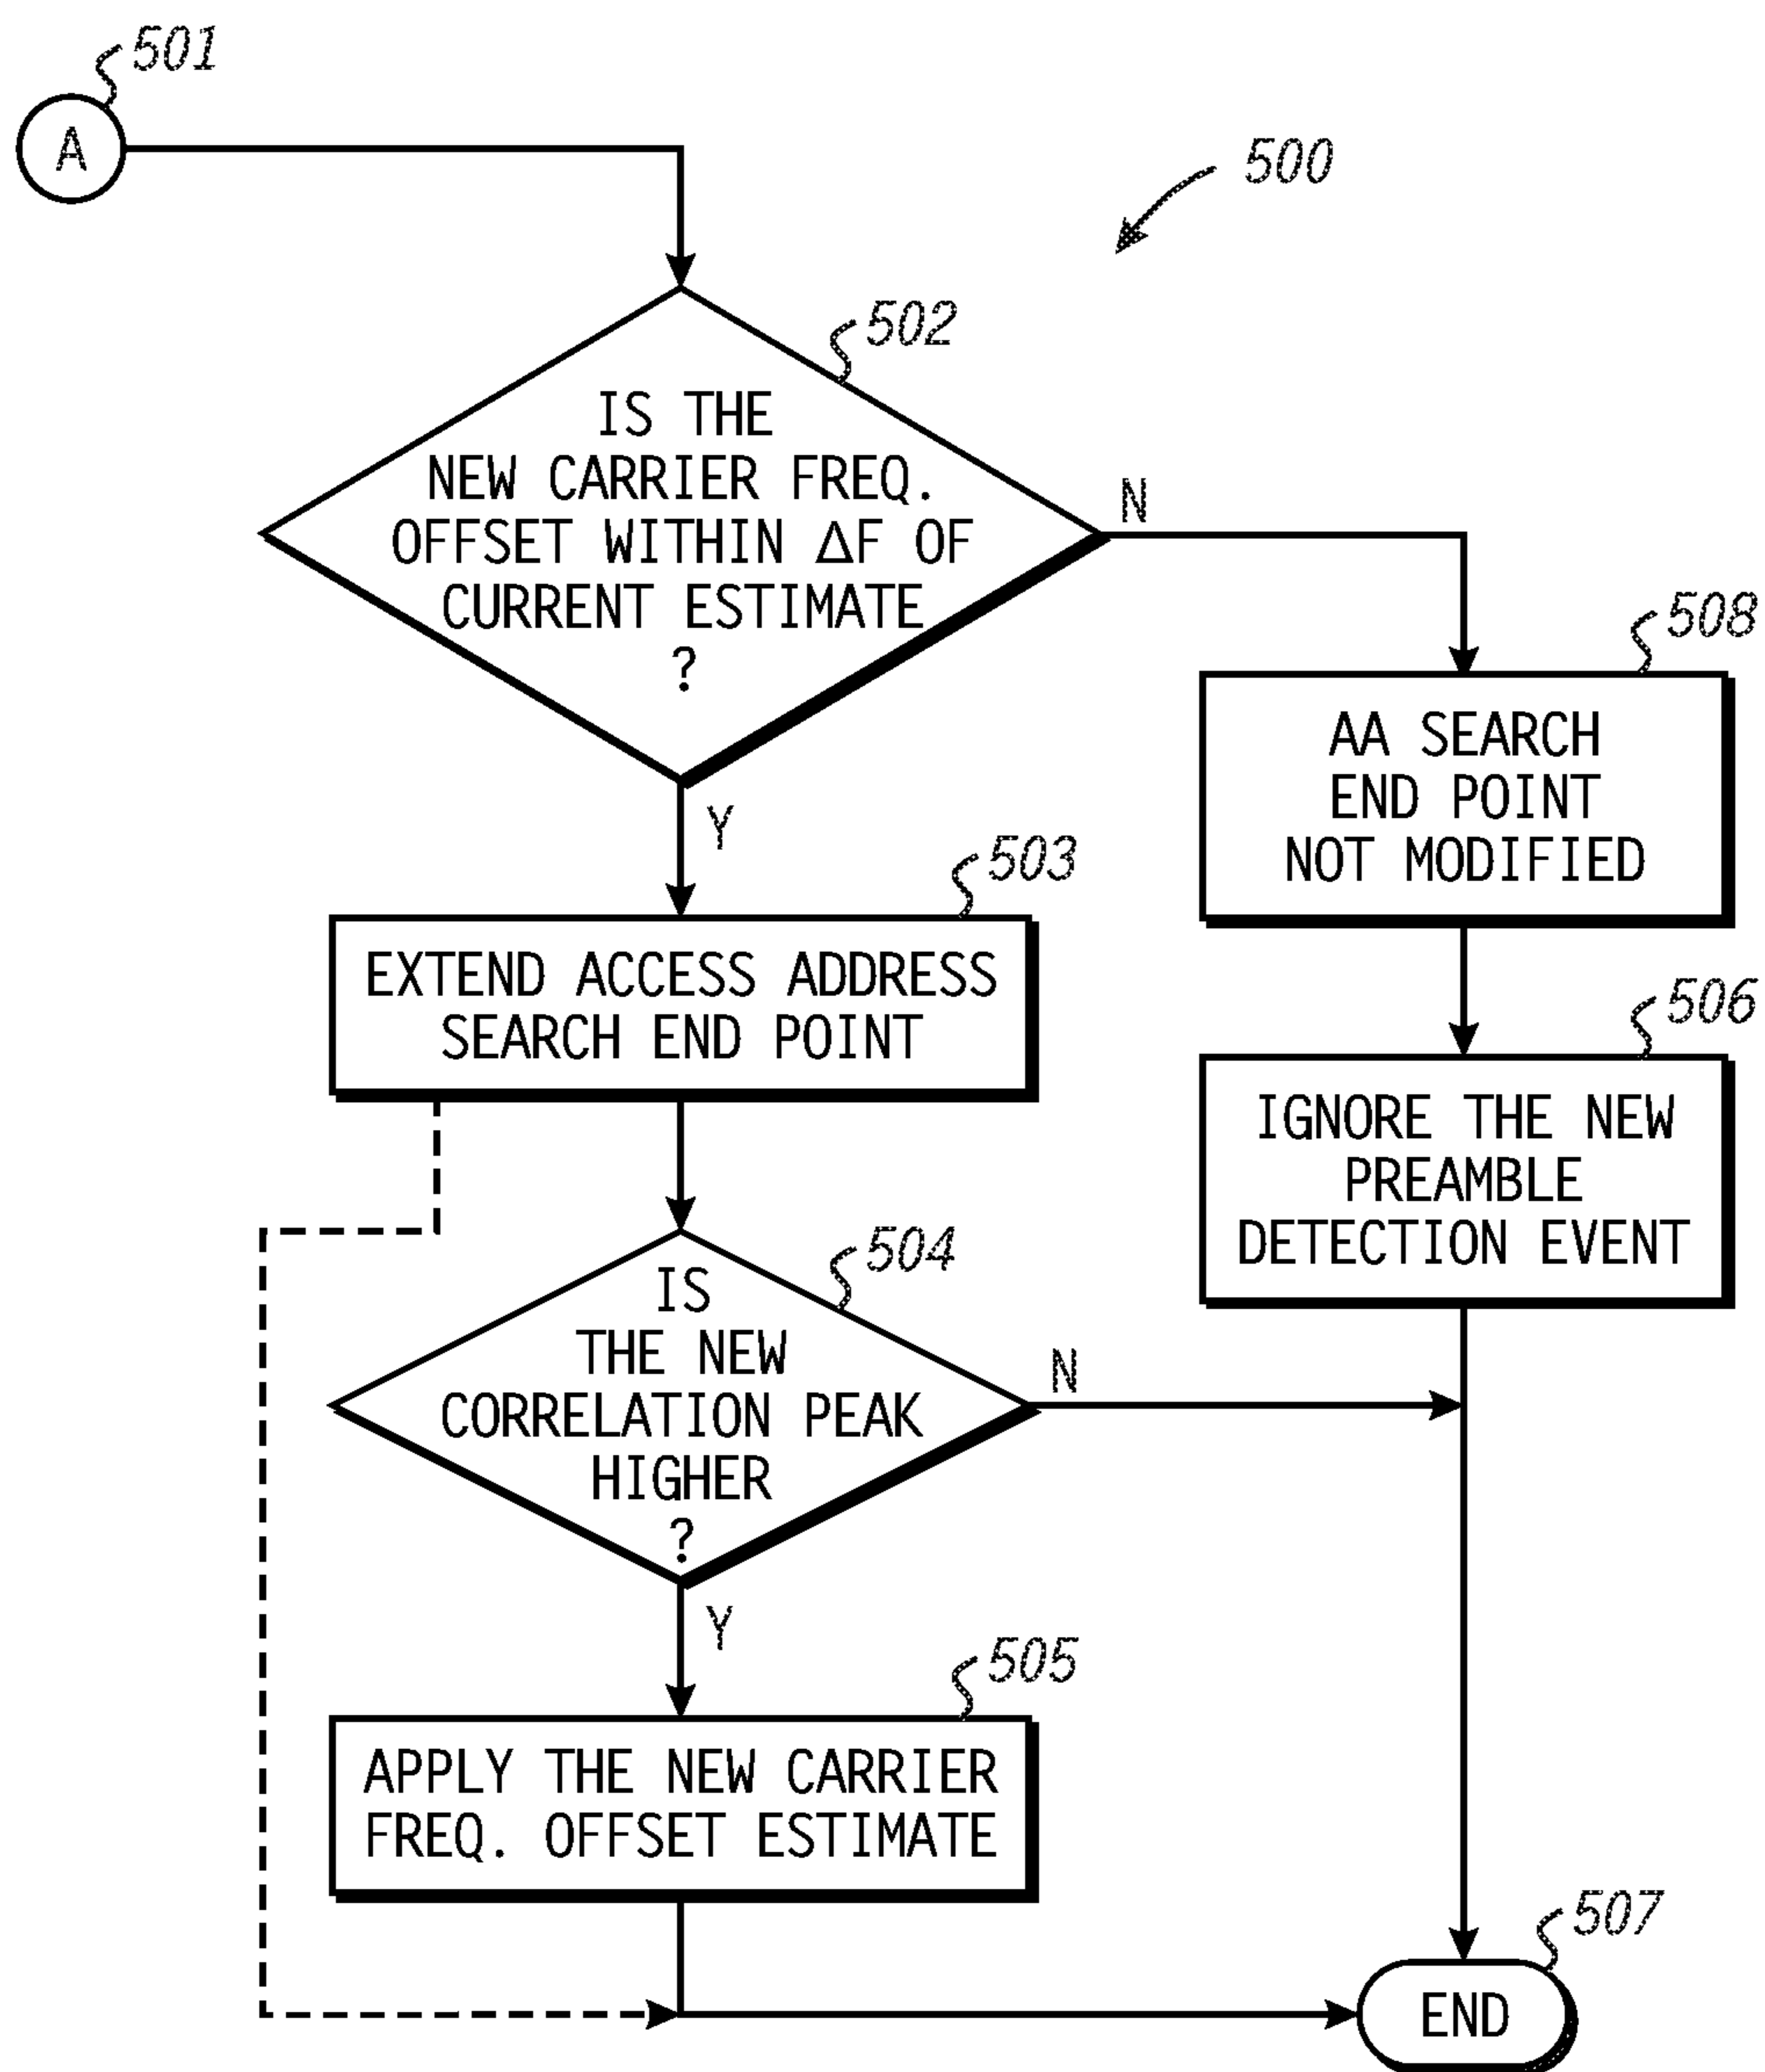 501
A
500
502
IS THE
NEW CARRIER FREQ.
OFFSET WITHIN ΔF OF
CURRENT ESTIMATE
?
N
Y
508
AA SEARCH
END POINT
NOT MODIFIED
503
EXTEND ACCESS ADDRESS
SEARCH END POINT
506
IGNORE THE NEW
PREAMBLE
DETECTION EVENT
504
IS
THE NEW
CORRELATION PEAK
HIGHER
?
N
Y
505
APPLY THE NEW CARRIER
FREQ. OFFSET ESTIMATE
507
END